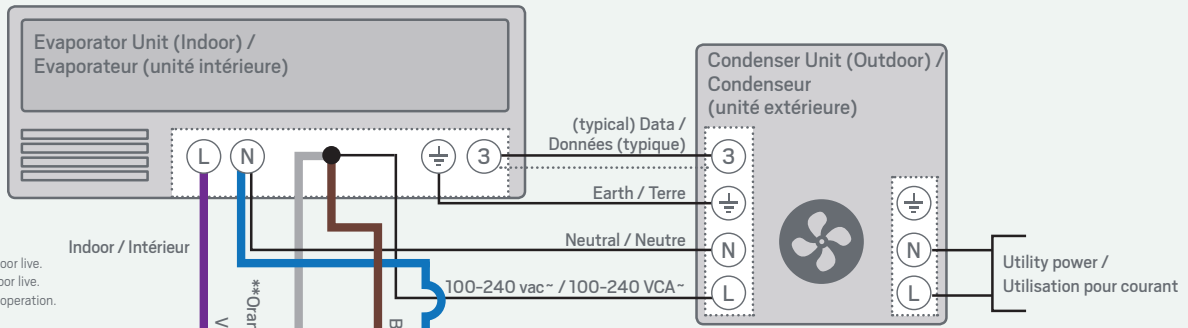 Evaporator Unit (Indoor) /
Evaporateur (unité intérieure)
Condenser Unit (Outdoor) /
Condenseur
(unité extérieure)
(typical) Data /
Données (typique)
L
N
3
3
Earth / Terre
Neutral / Neutre
N
N
Indoor / Intérieur
Utility power /
Utilisation pour courant
oor live.
oor live.
operation.
100-240 vac~ / 100-240 VCA~
L
L
**Oran
V
B